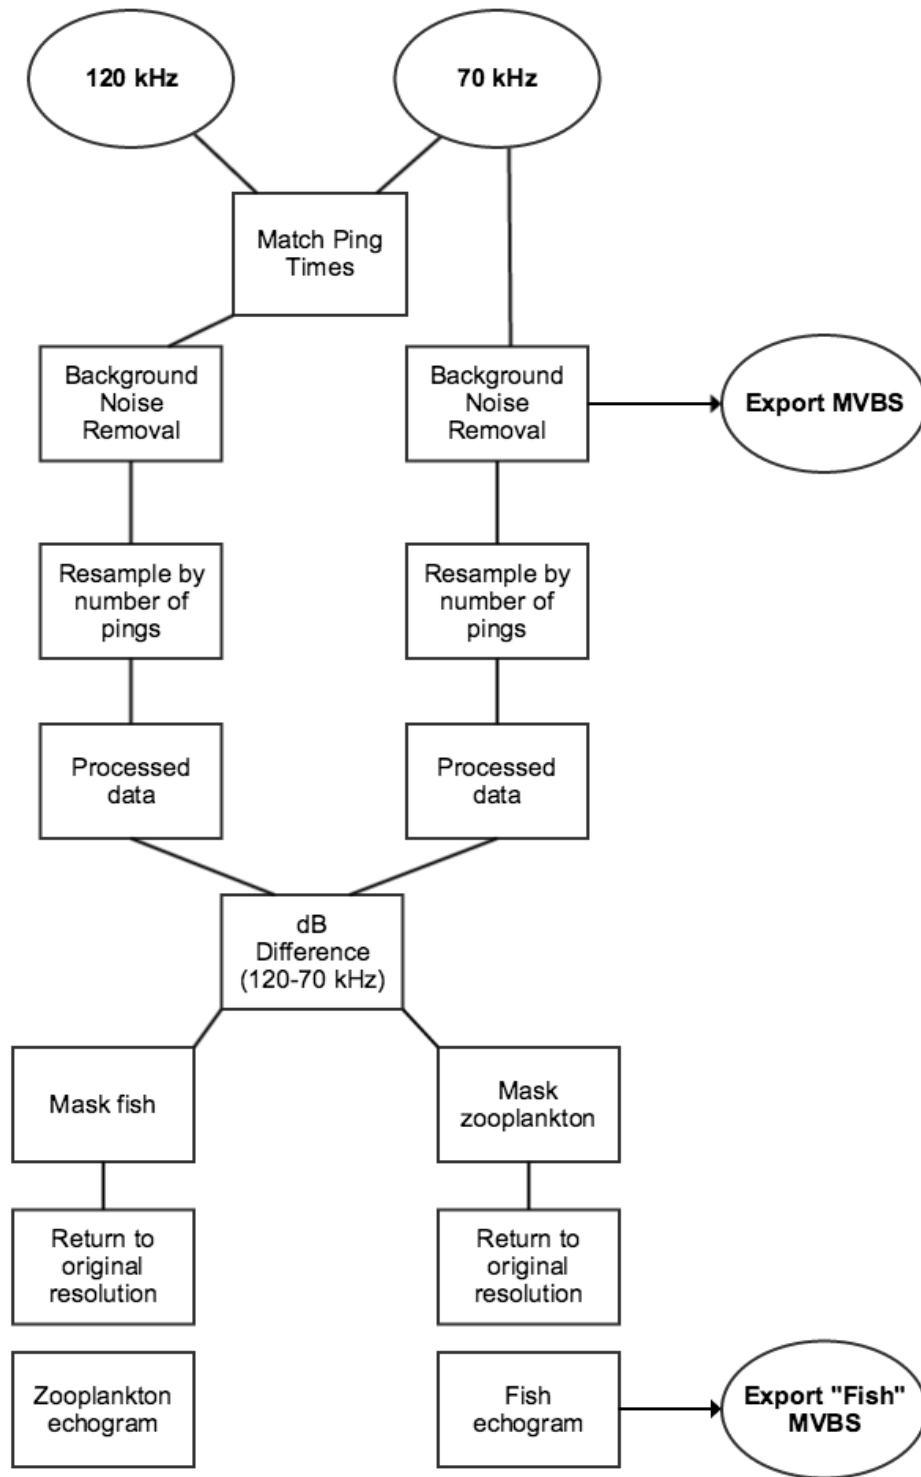 120 kHz
70 kHz
Match Ping
Times
Background
Noise
Removal
Background
Noise
Removal
Export MVBS
Resample by
number of
pings
Resample by
number of
pings
Processed
data
Processed
data
dB
Difference
(120-70 kHz)
Mask fish
Mask
zooplankton
Return to
original
resolution
Return to
original
resolution
Zooplankton
echogram
Fish
echogram
Export "Fish"
MVBS